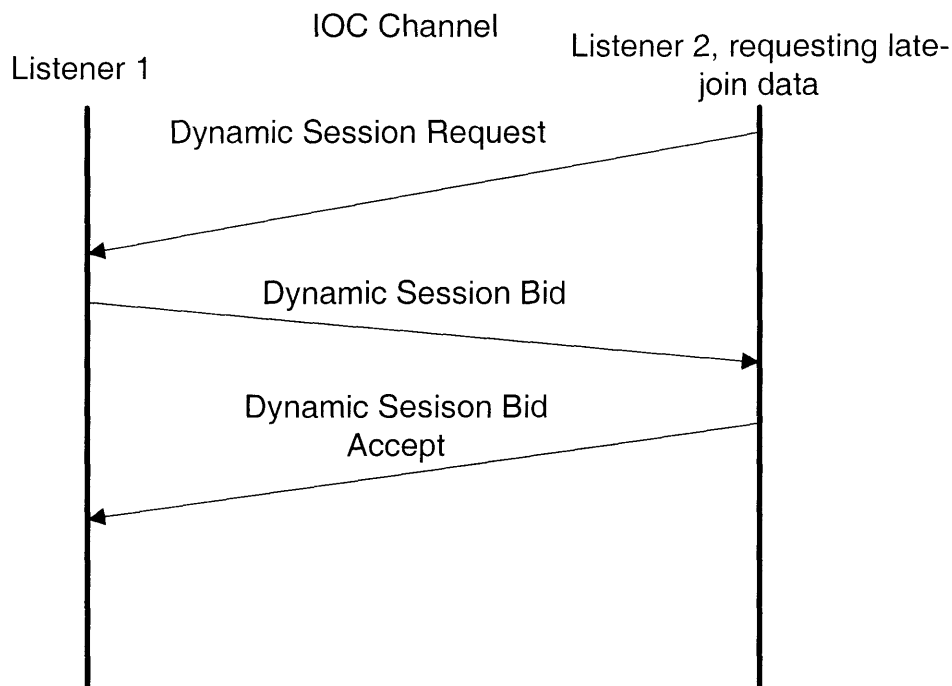 IOC Channel
Listener 1
Listener 2, requesting late-
join data
Dynamic Session Request
Dynamic Session Bid
Dynamic Sesison Bid
Accept